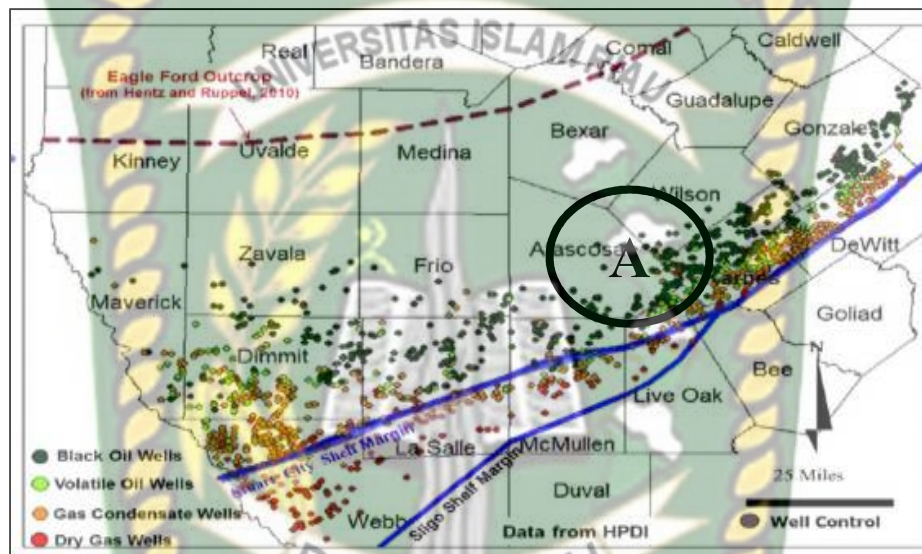 UNIVERSITAS ISLAM RIAU
Real
Bandera
Comal
Caldwell
Eagle Ford Outcrop
(from Hentz and Ruppel, 2010)
Guadalupe
Kinney
Uvalde
Medina
Bexar
Gonzale
Wilson
Zavala
Frio
Atascosa
A
DeWitt
Maverick
Karnes
Goliad
Dimmit
Bee
N
Live Oak
Stuart City Shelf Margin
La Salle
McMullen
25 Miles
Black Oil Wells
Volatile Oil Wells
Gas Condensate Wells
Dry Gas Wells
Webb
Sligo Shelf Margin
Duval
Data from HPDI
Well Control